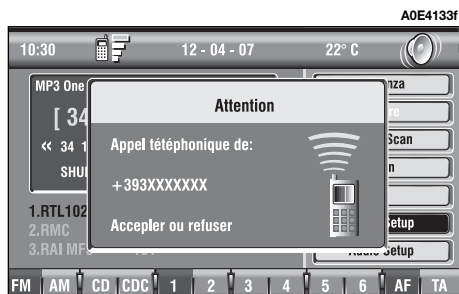 A0E4133f
10:30 12 - 04 - 07 22° C
MP3 One
[ 34
<< 34 1
SHU
1.RTL102
2.RMC
3.RAI MF
Attention
Appel tétéphonique de:
+393XXXXXXX
Accepler ou refuser
nza
re
Scan
n
Setup
Audio Setup
FM AM CD CDC 1 2 3 4 5 6 AF TA